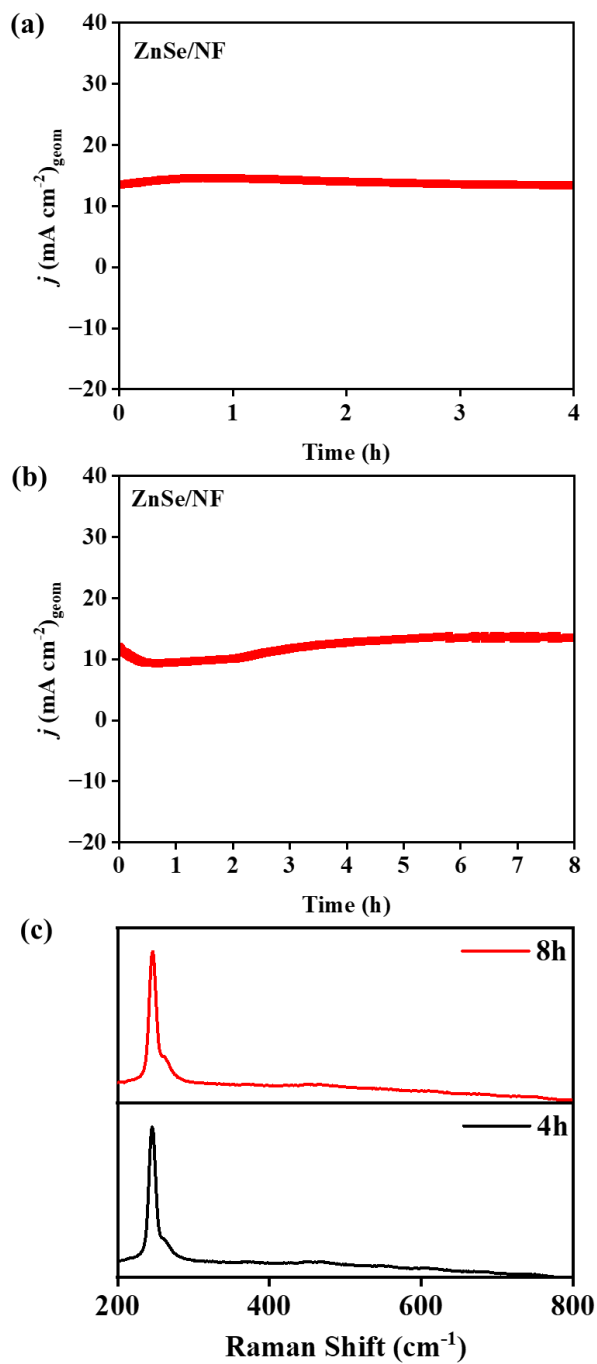 (a)
ZnSe/NF
j (mA cm⁻²)geom
40
30
20
10
0
−10
−20
0 1 2 3 4
Time (h)
(b)
ZnSe/NF
j (mA cm⁻²)geom
40
30
20
10
0
−10
−20
0 1 2 3 4 5 6 7 8
Time (h)
(c)
8h
4h
200 400 600 800
Raman Shift (cm⁻¹)